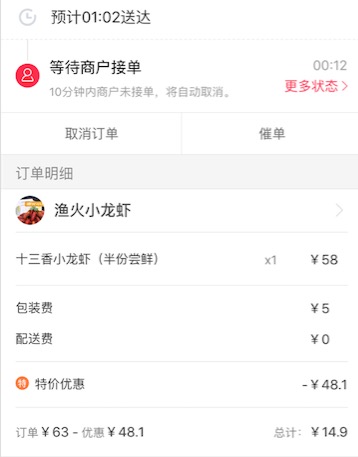 预计01:02送达
等待商户接单 00:12
10分钟内商户未接单，将自动取消。 更多状态 >
取消订单 催单
订单明细
渔火小龙虾
十三香小龙虾（半份尝鲜） x1 ￥58
包装费 ￥5
配送费 ￥0
特 特价优惠 -￥48.1
订单￥63 - 优惠￥48.1 总计：￥14.9